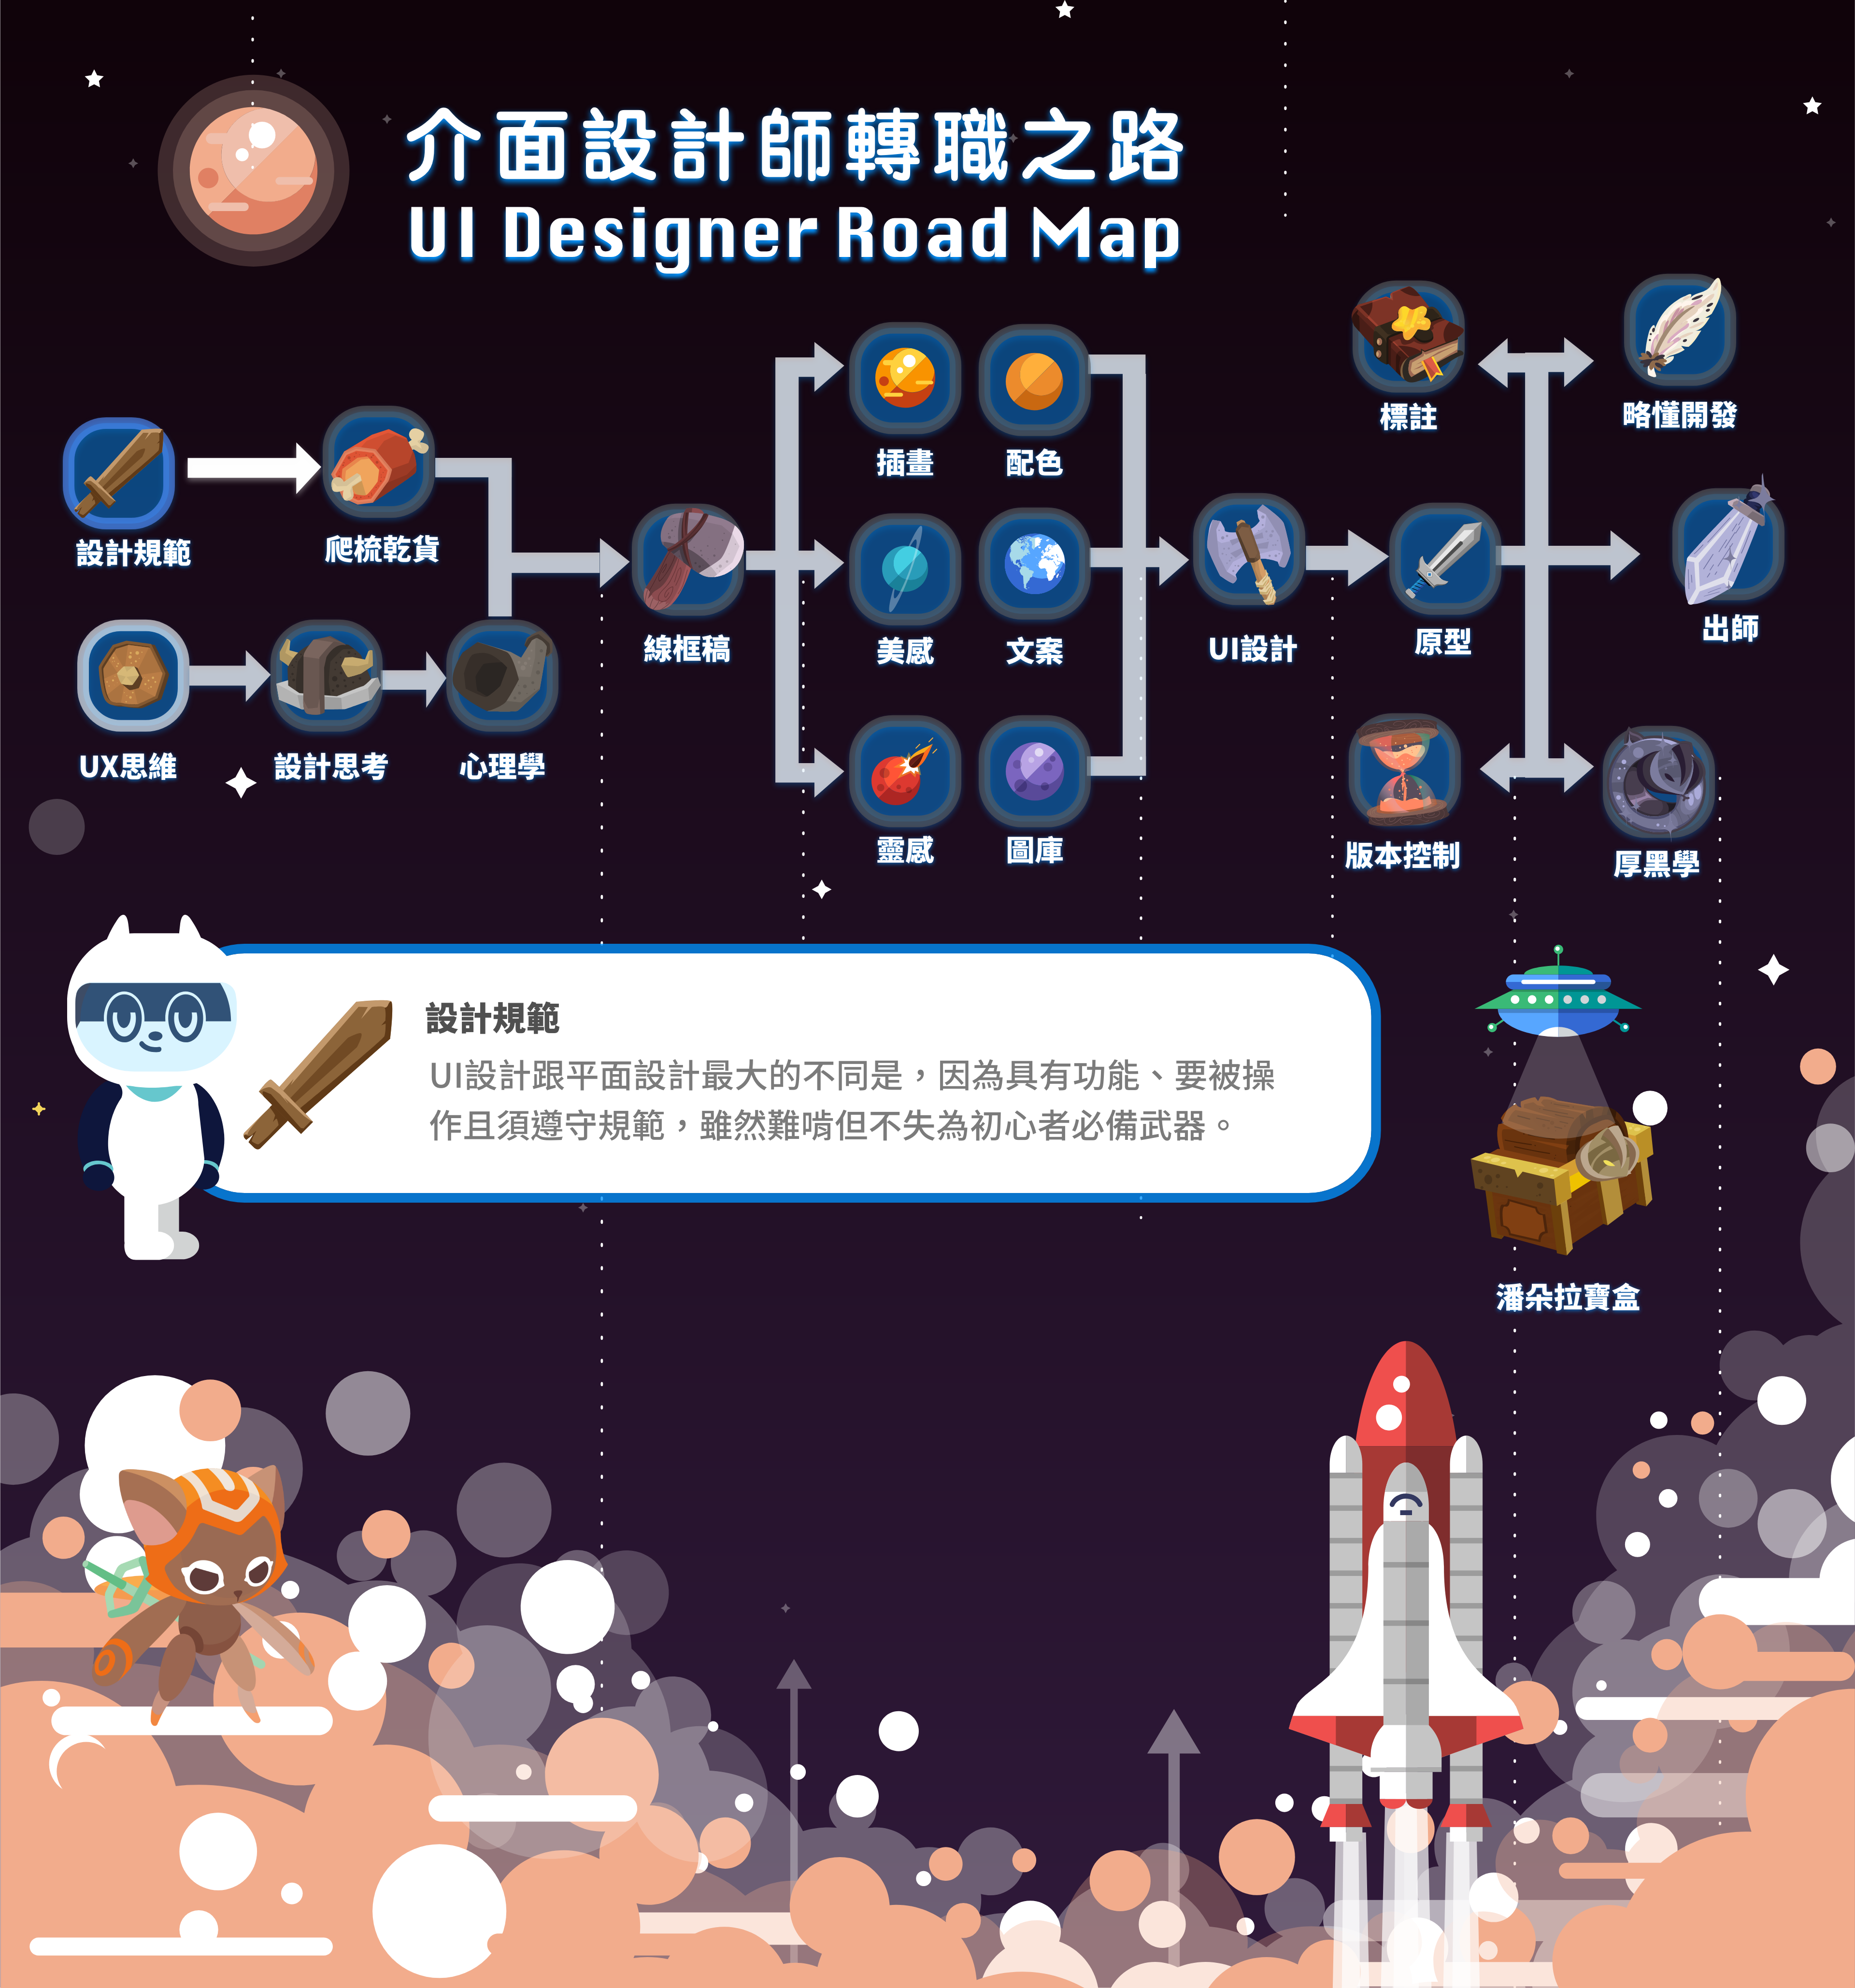 介面設計師轉職之路
UI Designer Road Map
設計規範
爬梳乾貨
UX思維
設計思考
心理學
線框稿
插畫
配色
美感
文案
靈感
圖庫
UI設計
原型
標註
略懂開發
出師
版本控制
厚黑學
設計規範
UI設計跟平面設計最大的不同是，因為具有功能、要被操
作且須遵守規範，雖然難啃但不失為初心者必備武器。
潘朵拉寶盒